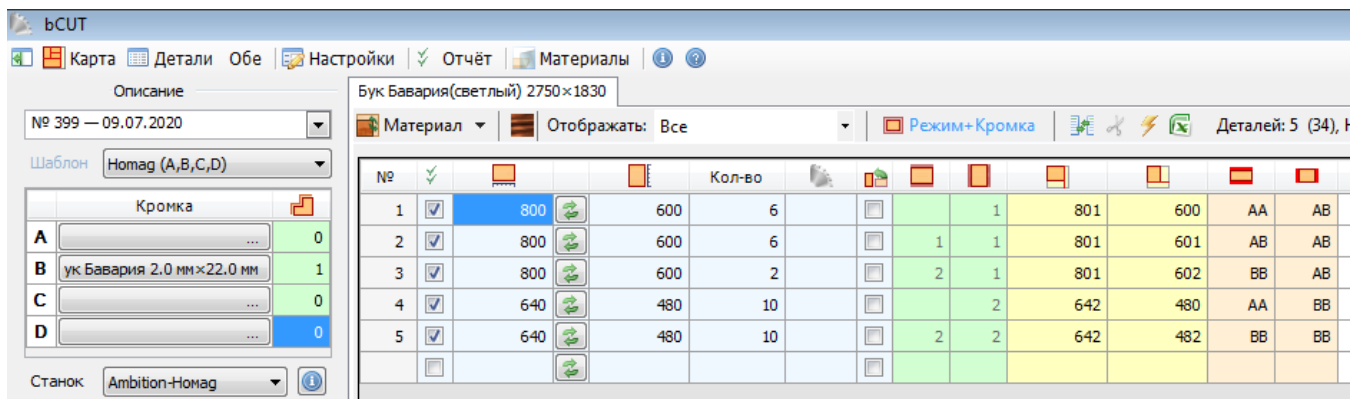 bCUT
Карта Детали Обе Настройки Отчёт Материалы
Описание
№ 399 — 09.07.2020
Шаблон Homag (A,B,C,D)
Кромка
A ... 0
B ук Бавария 2.0 мм×22.0 мм 1
C ... 0
D ... 0
Станок Ambition-Homag
Бук Бавария(светлый) 2750×1830
Материал Отображать: Все Режим+Кромка Деталей: 5 (34),
№ Кол-во
1 800 600 6 1 801 600 AA AB
2 800 600 6 1 1 801 601 AB AB
3 800 600 2 2 1 801 602 BB AB
4 640 480 10 2 642 480 AA BB
5 640 480 10 2 2 642 482 BB BB